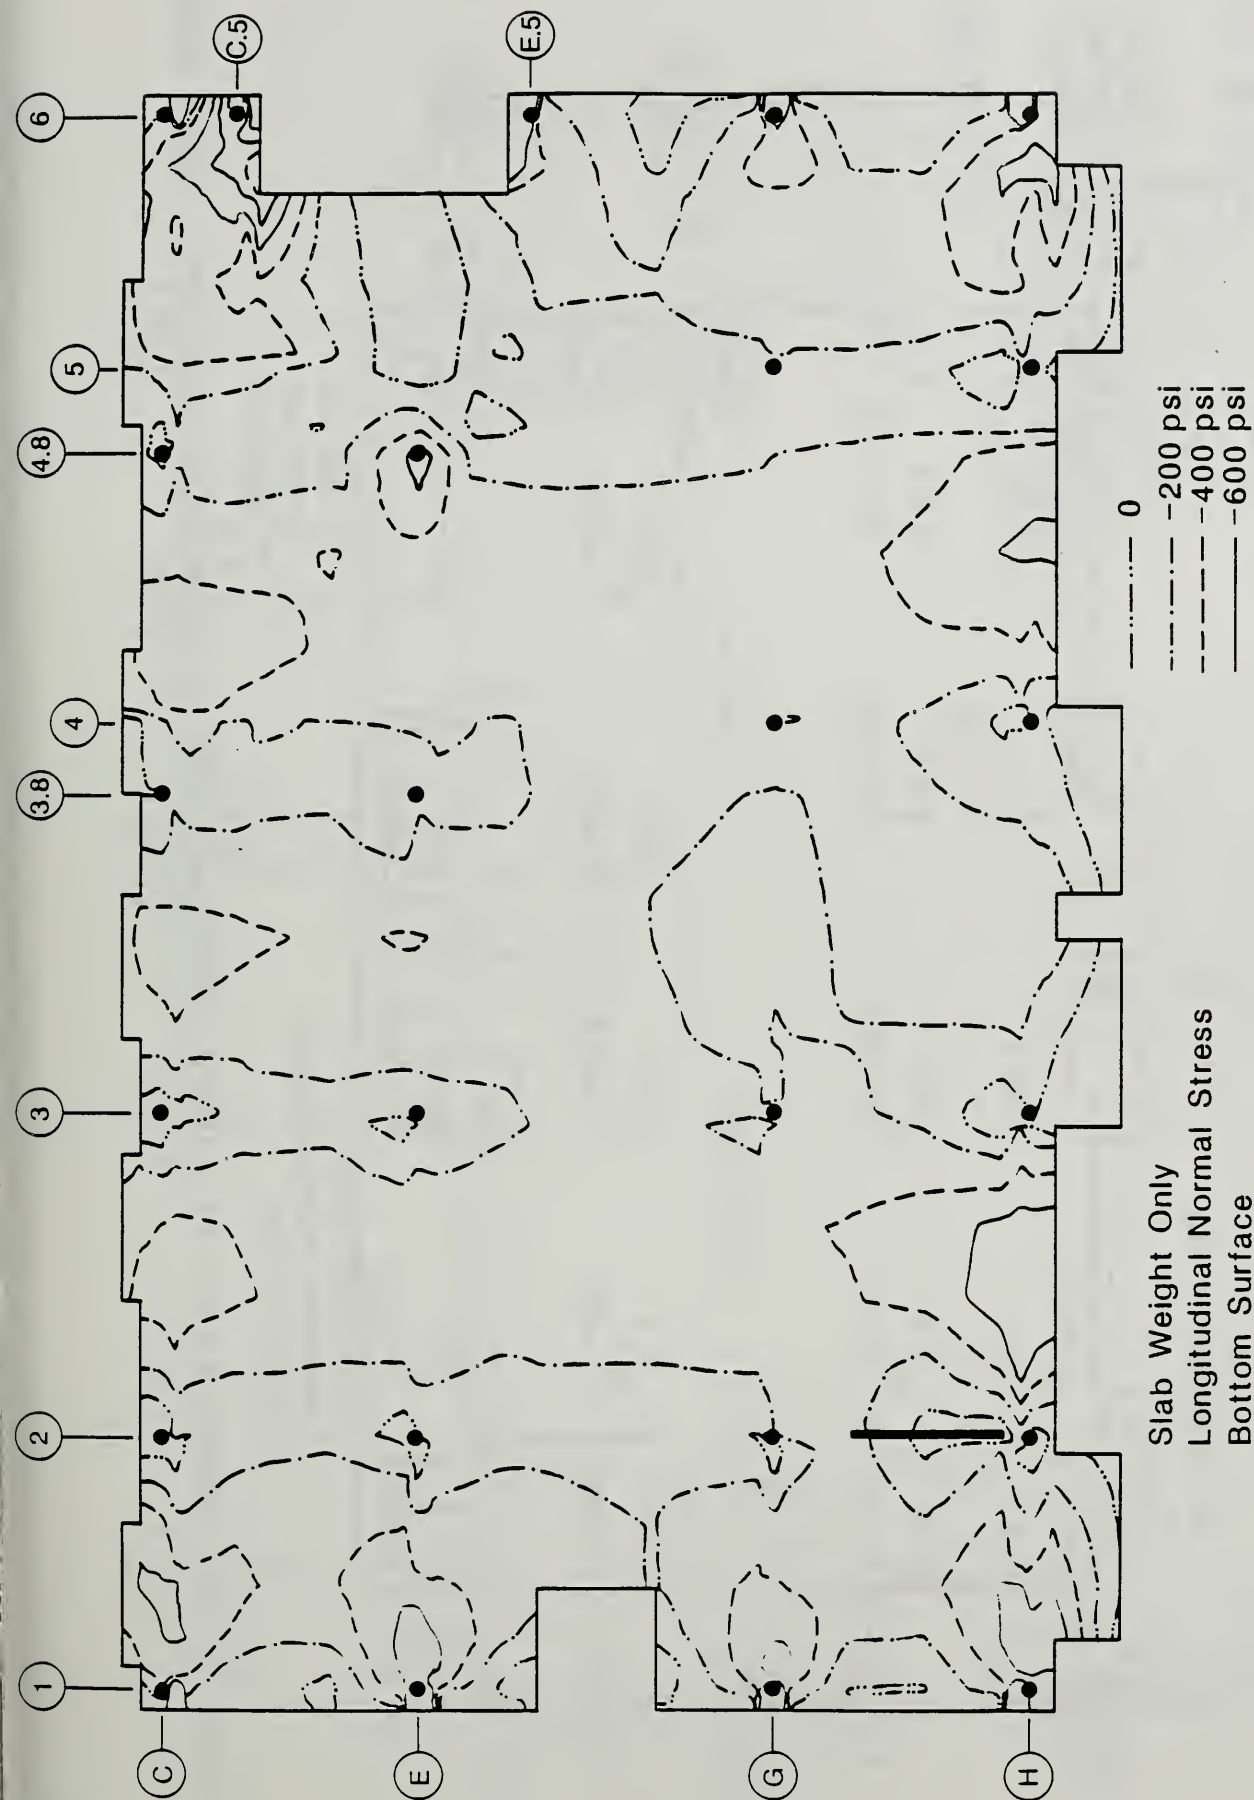 6
C.5
E.5
5
4.8
4
3.8
3
2
1
C
E
G
H
0
-200 psi
-400 psi
-600 psi
Slab Weight Only
Longitudinal Normal Stress
Bottom Surface